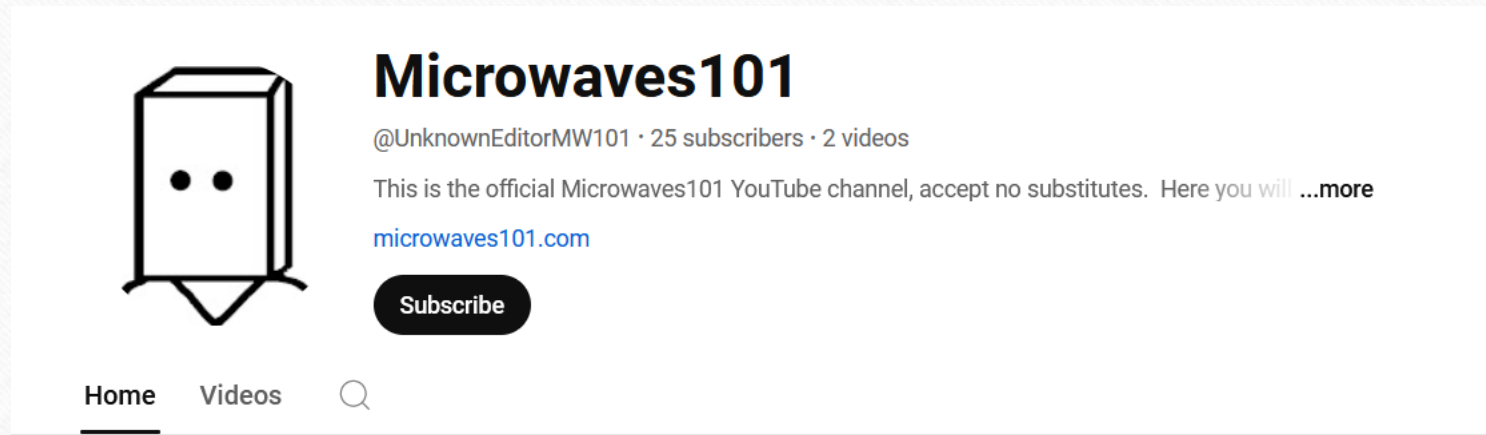 Microwaves101
@UnknownEditorMW101 · 25 subscribers · 2 videos
This is the official Microwaves101 YouTube channel, accept no substitutes.  Here you will ...more
microwaves101.com
Subscribe
Home Videos